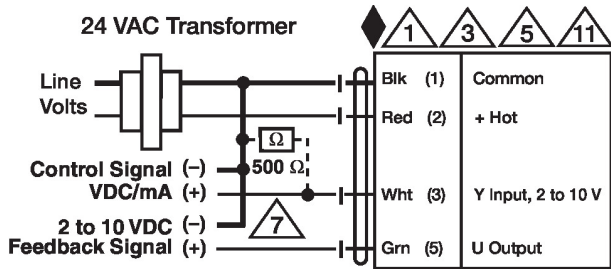 24 VAC Transformer
1 3 5 11
Line
Volts
Blk (1) Common
Red (2) + Hot
Ω
500 Ω
Control Signal (–)
VDC/mA (+)
Wht (3) Y Input, 2 to 10 V
7
2 to 10 VDC (–)
Feedback Signal (+)
Grn (5) U Output